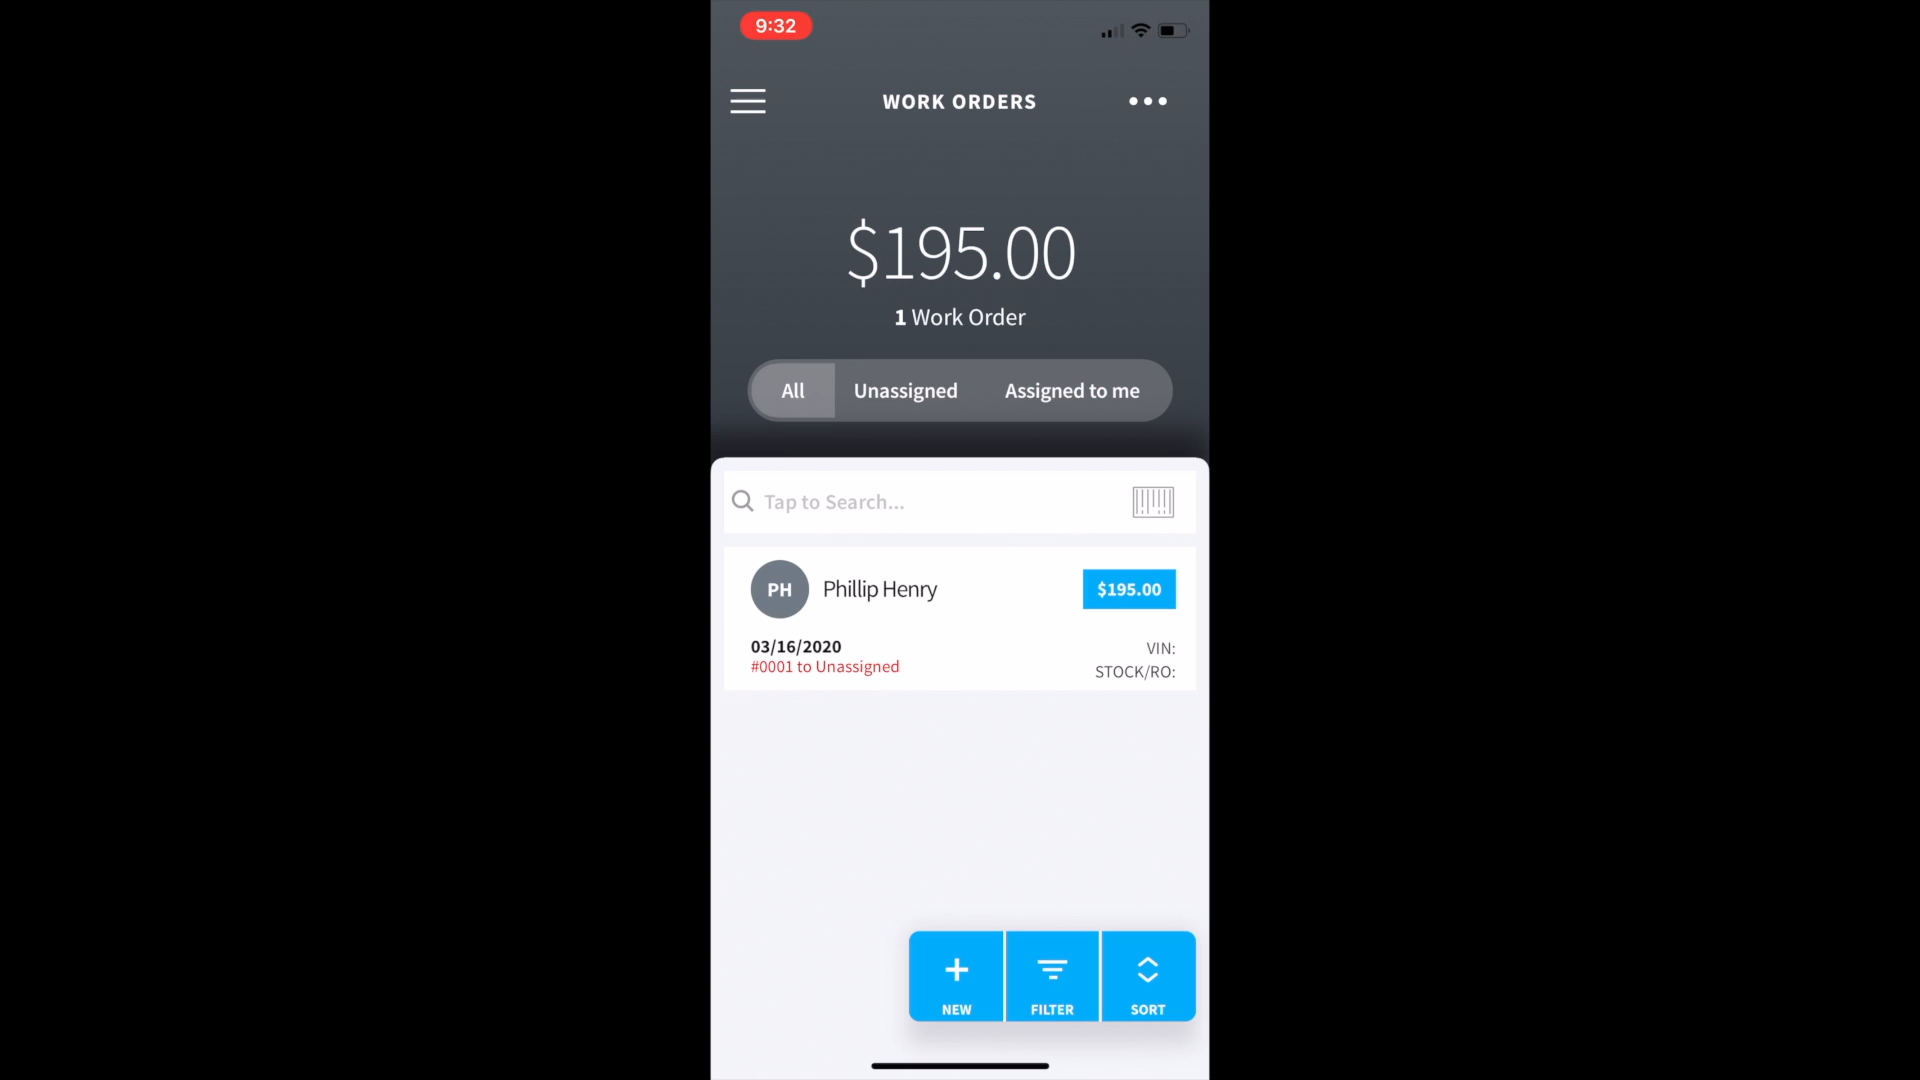 9:32
WORK ORDERS
$195.00
1 Work Order
All Unassigned Assigned to me
Tap to Search...
PH Phillip Henry $195.00
03/16/2020 VIN:
#0001 to Unassigned STOCK/RO:
NEW FILTER SORT